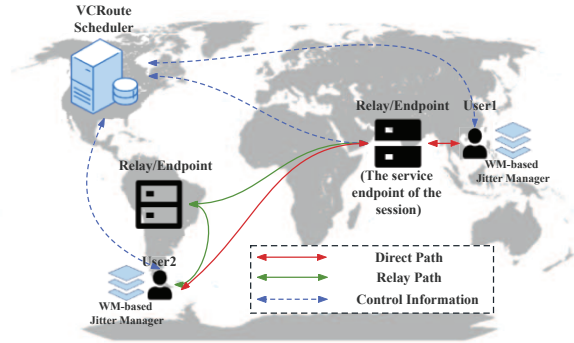 VCRoute
Scheduler
Relay/Endpoint
User1
WM-based
Jitter Manager
(The service
endpoint of the
session)
Relay/Endpoint
User2
WM-based
Jitter Manager
Direct Path
Relay Path
Control Information